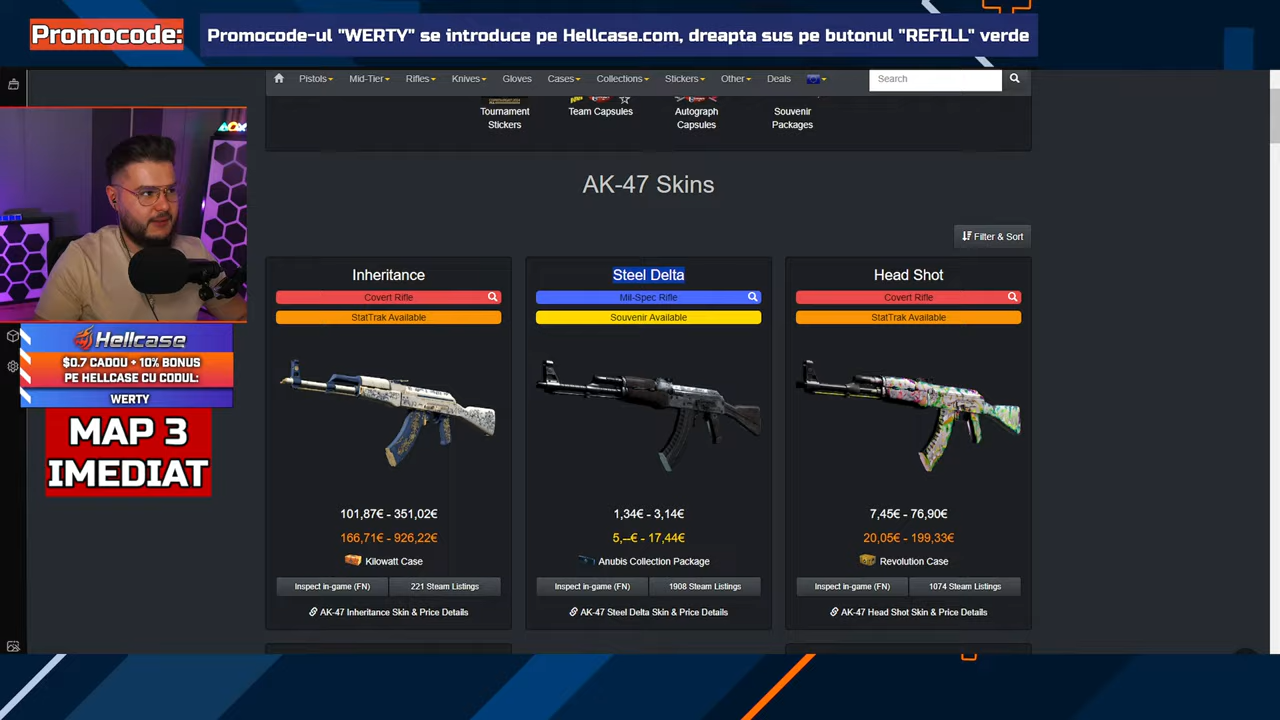 Promocode:
Promocode-ul "WERTY" se introduce pe Hellcase.com, dreapta sus pe butonul "REFILL" verde
Pistols Mid-Tier Rifles Knives Gloves Cases Collections Stickers Other Deals Search
Tournament Stickers
Team Capsules
Autograph Capsules
Souvenir Packages
AK-47 Skins
Filter & Sort
Inheritance
Covert Rifle
StatTrak Available
101,87€ - 351,02€
166,71€ - 926,22€
Kilowatt Case
Inspect in-game (FN) 221 Steam Listings
AK-47 Inheritance Skin & Price Details
Steel Delta
Mil-Spec Rifle
Souvenir Available
1,34€ - 3,14€
5,--€ - 17,44€
Anubis Collection Package
Inspect in-game (FN) 1908 Steam Listings
AK-47 Steel Delta Skin & Price Details
Head Shot
Covert Rifle
StatTrak Available
7,45€ - 76,90€
20,05€ - 199,33€
Revolution Case
Inspect in-game (FN) 1074 Steam Listings
AK-47 Head Shot Skin & Price Details
Hellcase
$0.7 CADOU + 10% BONUS
PE HELLCASE CU CODUL:
WERTY
MAP 3
IMEDIAT